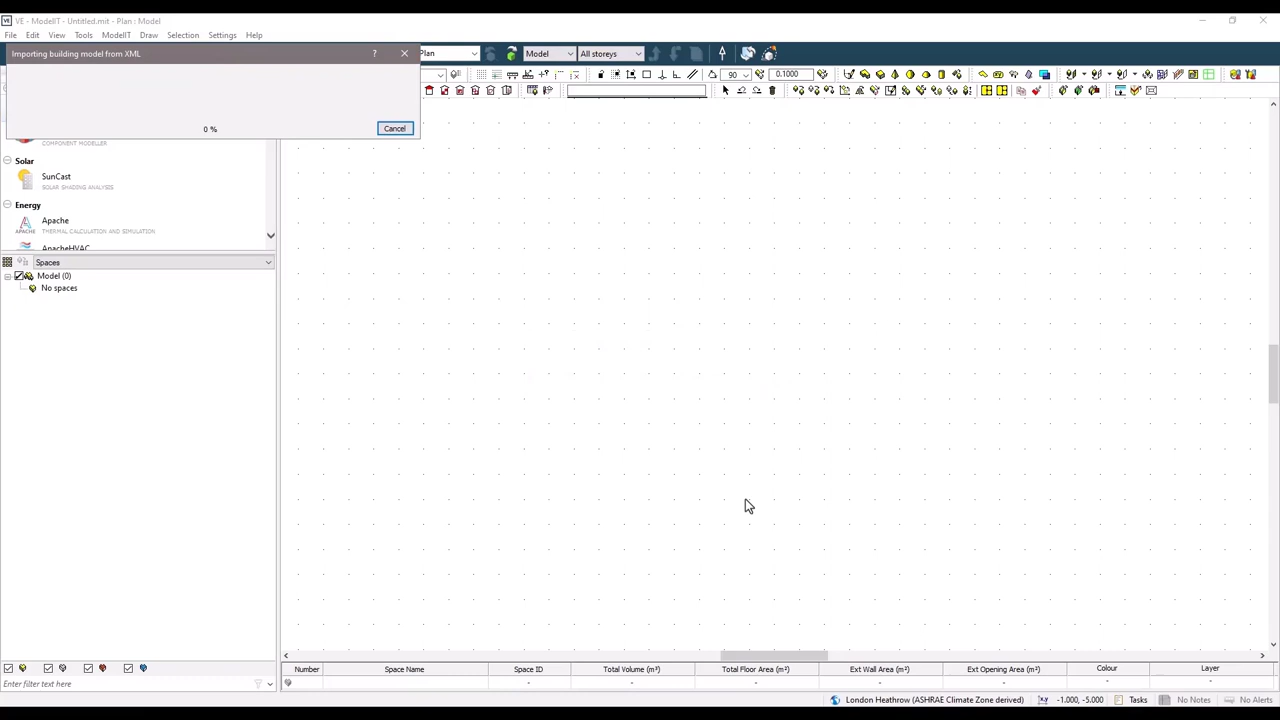 VE - ModelIT - Untitled.mit - Plan : Model
File Edit View Tools ModelIT Draw Selection Settings Help
Importing building model from XML
?
Plan
Model
All storeys
90
0.1000
0 %
Cancel
COMPONENT MODELLER
Solar
SunCast
SOLAR SHADING ANALYSIS
Energy
Apache
APACHE
THERMAL CALCULATION AND SIMULATION
ApacheHVAC
Spaces
Model (0)
No spaces
Number Space Name Space ID Total Volume (m³) Total Floor Area (m²) Ext Wall Area (m²) Ext Opening Area (m²) Colour Layer
- - - - - - -
Enter filter text here
London Heathrow (ASHRAE Climate Zone derived) x,y -1.000, -5.000 Tasks No Notes No Alerts